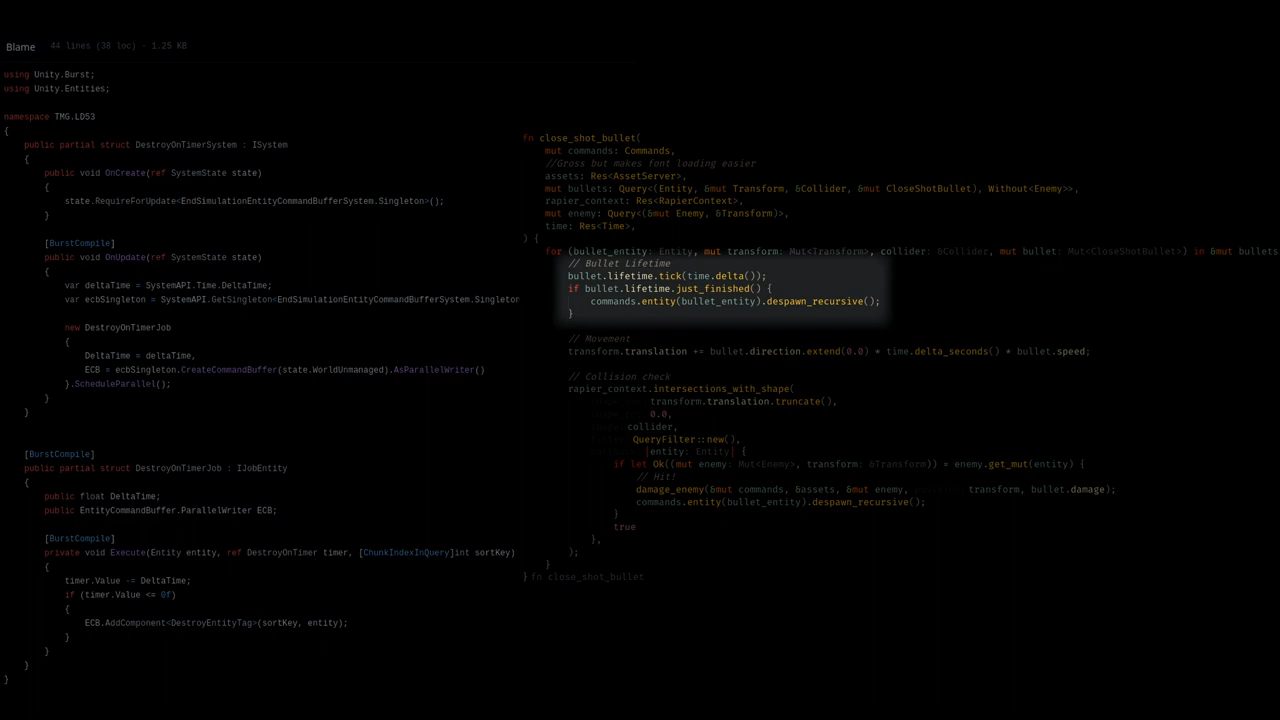 Blame 44 lines (38 loc) · 1.25 KB
using Unity.Burst;
using Unity.Entities;
namespace TMG.LD53
{
public partial struct DestroyOnTimerSystem : ISystem
{
public void OnCreate(ref SystemState state)
{
state.RequireForUpdate<EndSimulationEntityCommandBufferSystem.Singleton>();
}
[BurstCompile]
public void OnUpdate(ref SystemState state)
{
var deltaTime = SystemAPI.Time.DeltaTime;
var ecbSingleton = SystemAPI.GetSingleton<EndSimulationEntityCommandBufferSystem.Singleton
new DestroyOnTimerJob
{
DeltaTime = deltaTime,
ECB = ecbSingleton.CreateCommandBuffer(state.WorldUnmanaged).AsParallelWriter()
}.ScheduleParallel();
}
}
[BurstCompile]
public partial struct DestroyOnTimerJob : IJobEntity
{
public float DeltaTime;
public EntityCommandBuffer.ParallelWriter ECB;
[BurstCompile]
private void Execute(Entity entity, ref DestroyOnTimer timer, [ChunkIndexInQuery]int sortKey)
{
timer.Value -= DeltaTime;
if (timer.Value <= 0f)
{
ECB.AddComponent<DestroyEntityTag>(sortKey, entity);
}
}
}
}
fn close_shot_bullet(
mut commands: Commands,
//Gross but makes font loading easier
assets: Res<AssetServer>,
mut bullets: Query<(Entity, &mut Transform, &Collider, &mut CloseShotBullet), Without<Enemy>>,
rapier_context: Res<RapierContext>,
mut enemy: Query<(&mut Enemy, &Transform)>,
time: Res<Time>,
) {
for (bullet_entity: Entity, mut transform: Mut<Transform>, collider: &Collider, mut bullet: Mut<CloseShotBullet>) in &mut bullets
// Bullet Lifetime
bullet.lifetime.tick(time.delta());
if bullet.lifetime.just_finished() {
commands.entity(bullet_entity).despawn_recursive();
}
// Movement
transform.translation += bullet.direction.extend(0.0) * time.delta_seconds() * bullet.speed;
// Collision check
rapier_context.intersections_with_shape(
transform.translation.truncate(),
0.0,
collider,
QueryFilter::new(),
|entity: Entity| {
if let Ok((mut enemy: Mut<Enemy>, transform: &Transform)) = enemy.get_mut(entity) {
// Hit!
damage_enemy(&mut commands, &assets, &mut enemy, transform, bullet.damage);
commands.entity(bullet_entity).despawn_recursive();
}
true
},
);
}
} fn close_shot_bullet